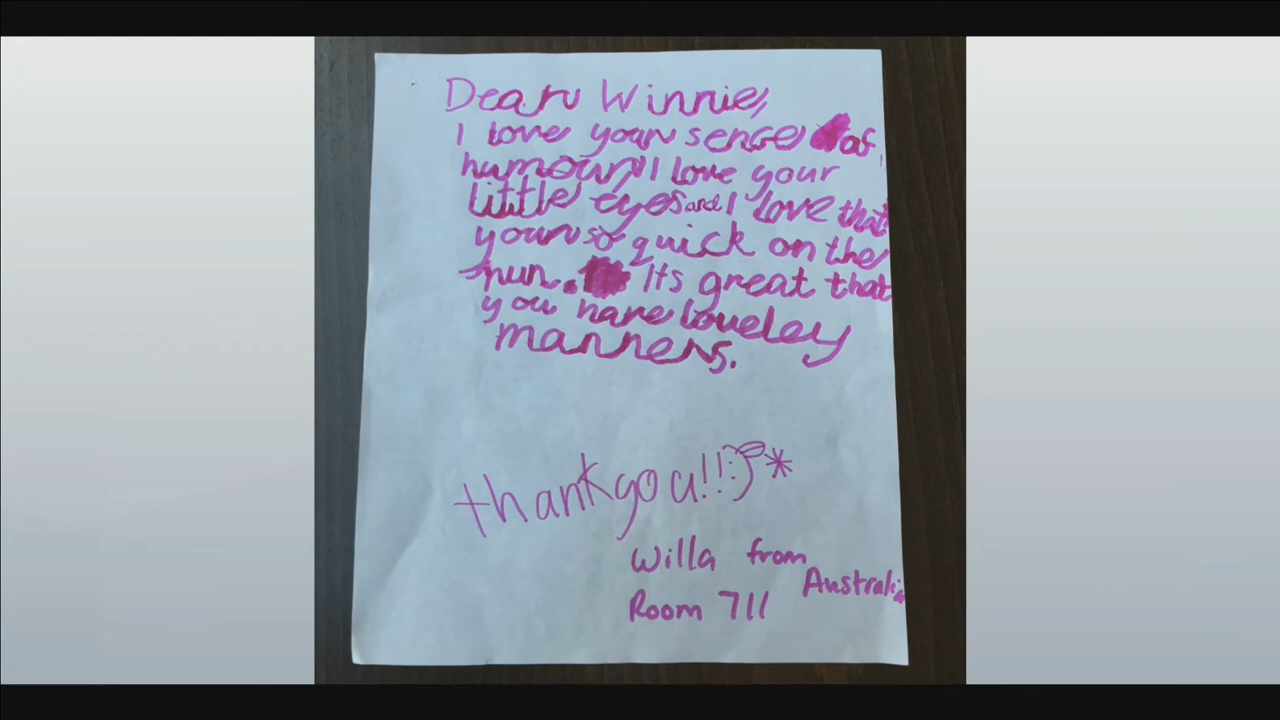 Dear Winnie,
I love your sense of
humour, I love your
little eyes and I love that
your so quick on the
run. Its great that
you have loveley
manners.
thankyou!! :) *
Willa from
Australia
Room 711